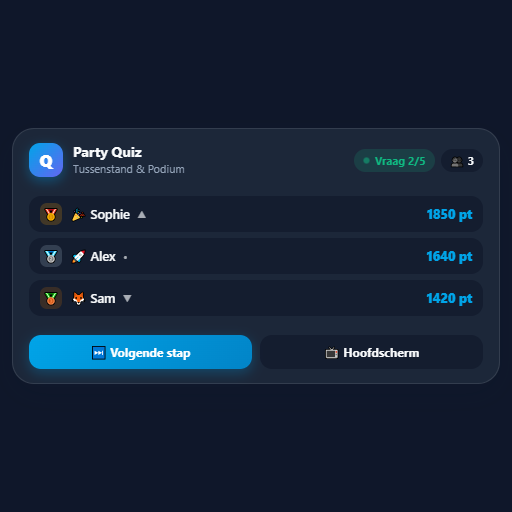 Q
Party Quiz
Tussenstand & Podium
Vraag 2/5
3
Sophie ▲ 1850 pt
Alex • 1640 pt
Sam ▼ 1420 pt
Volgende stap
Hoofdscherm